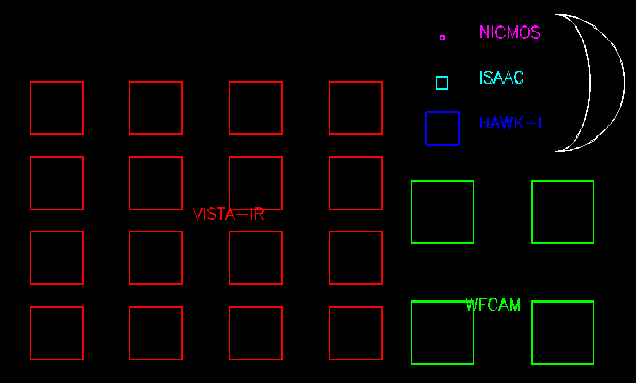 NICMOS
ISAAC
HAWK-I
VISTA-IR
WFCAM